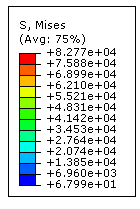 S, Mises
(Avg: 75%)
+8.277e+04
+7.588e+04
+6.899e+04
+6.210e+04
+5.521e+04
+4.831e+04
+4.142e+04
+3.453e+04
+2.764e+04
+2.074e+04
+1.385e+04
+6.960e+03
+6.799e+01